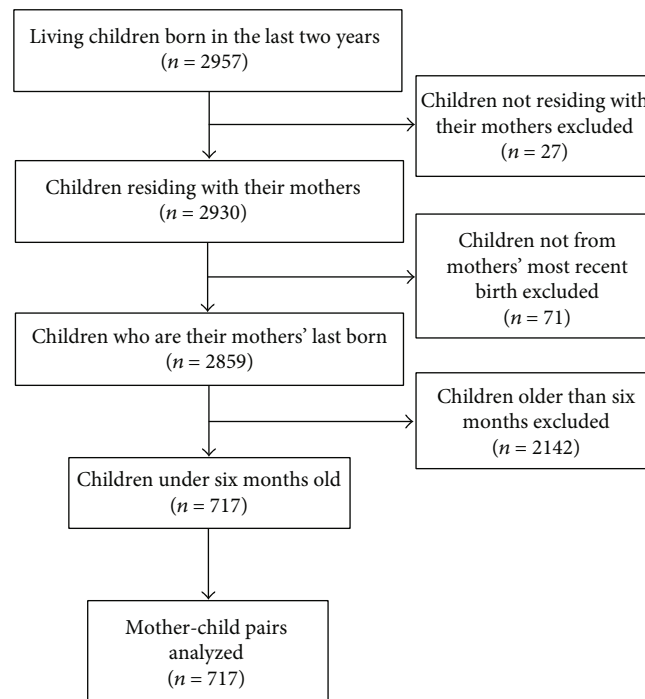 Living children born in the last two years
(n = 2957)
Children not residing with
their mothers excluded
(n = 27)
Children residing with their mothers
(n = 2930)
Children not from
mothers’ most recent
birth excluded
(n = 71)
Children who are their mothers’ last born
(n = 2859)
Children older than six
months excluded
(n = 2142)
Children under six months old
(n = 717)
Mother-child pairs
analyzed
(n = 717)